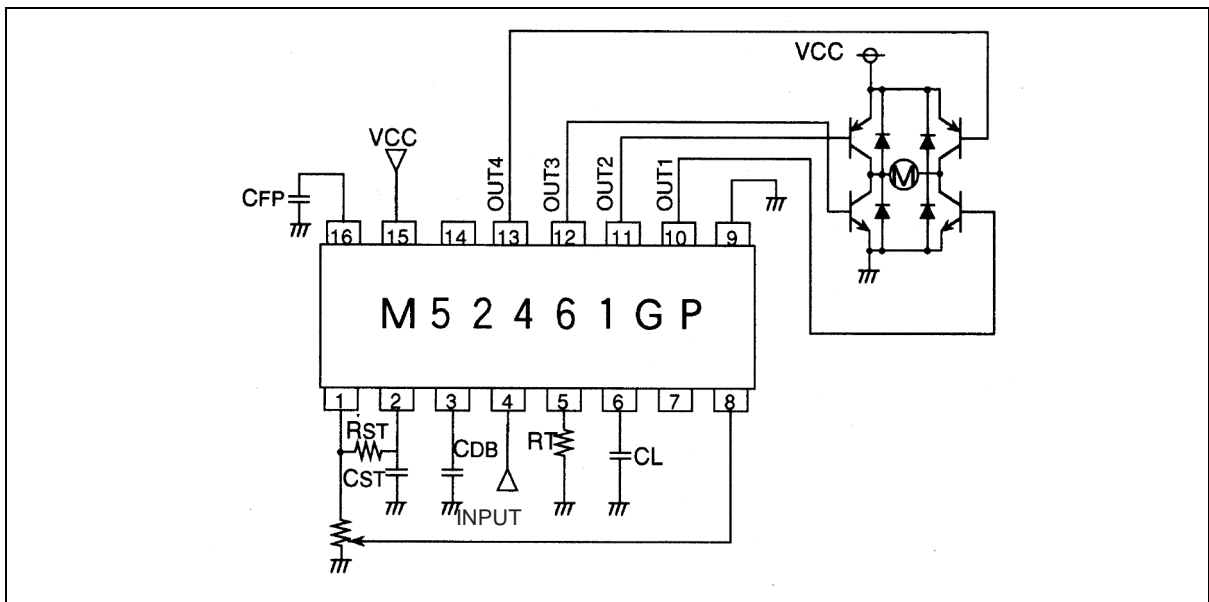 VCC
VCC
CFP
OUT4
OUT3
OUT2
OUT1
M
16 15 14 13 12 11 10 9
M52461GP
1 2 3 4 5 6 7 8
RST
CST
CDB
RT
CL
INPUT